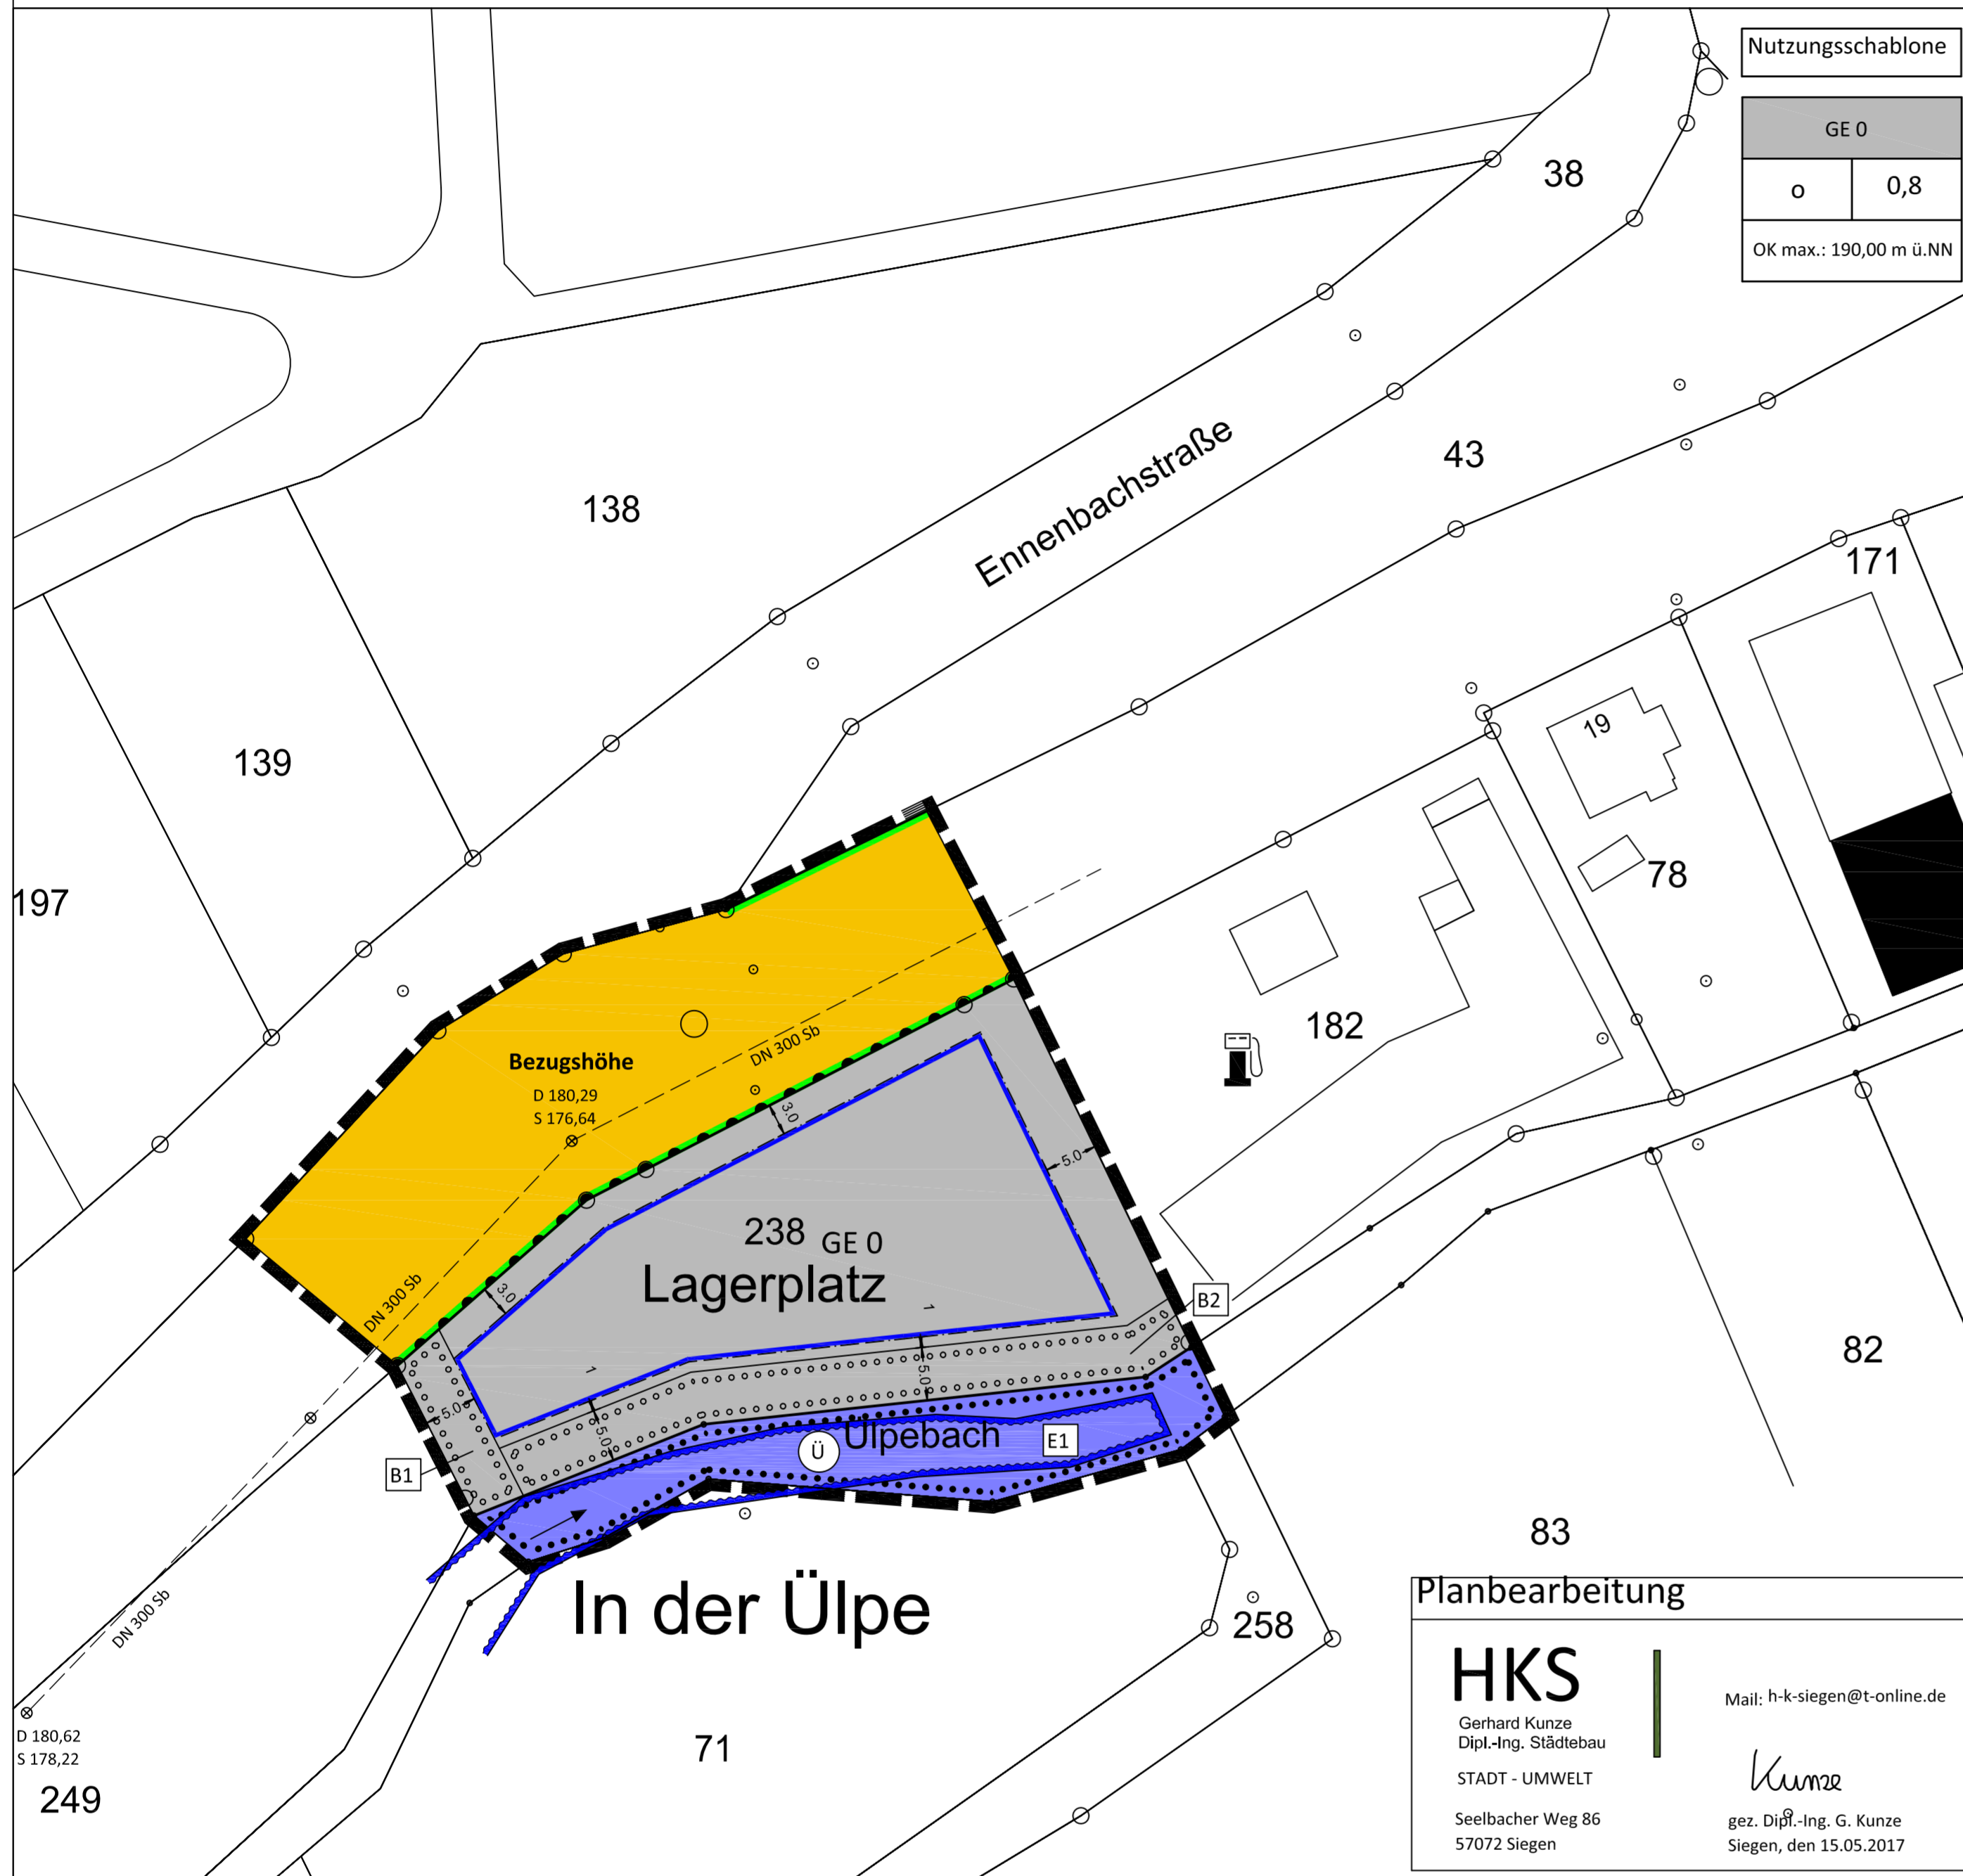 Nutzungsschablone
GE 0
o 0,8
OK max.: 190,00 m ü.NN
38
43
138
Ennenbachstraße
171
139
19
78
197
182
Bezugshöhe
D 180,29
S 176,64
DN 300 Sb
3.0
5.0
238 GE 0
Lagerplatz
DN 300 Sb
3.0
1
B2
82
1
5.0
5.0
5.0
B1
Ü
Ülpebach
E1
83
In der Ülpe
258
DN 300 Sb
D 180,62
S 178,22
71
249
Planbearbeitung
HKS
Gerhard Kunze
Dipl.-Ing. Städtebau
STADT - UMWELT
Seelbacher Weg 86
57072 Siegen
Mail: h-k-siegen@t-online.de
Kunze
gez. Dipl.-Ing. G. Kunze
Siegen, den 15.05.2017